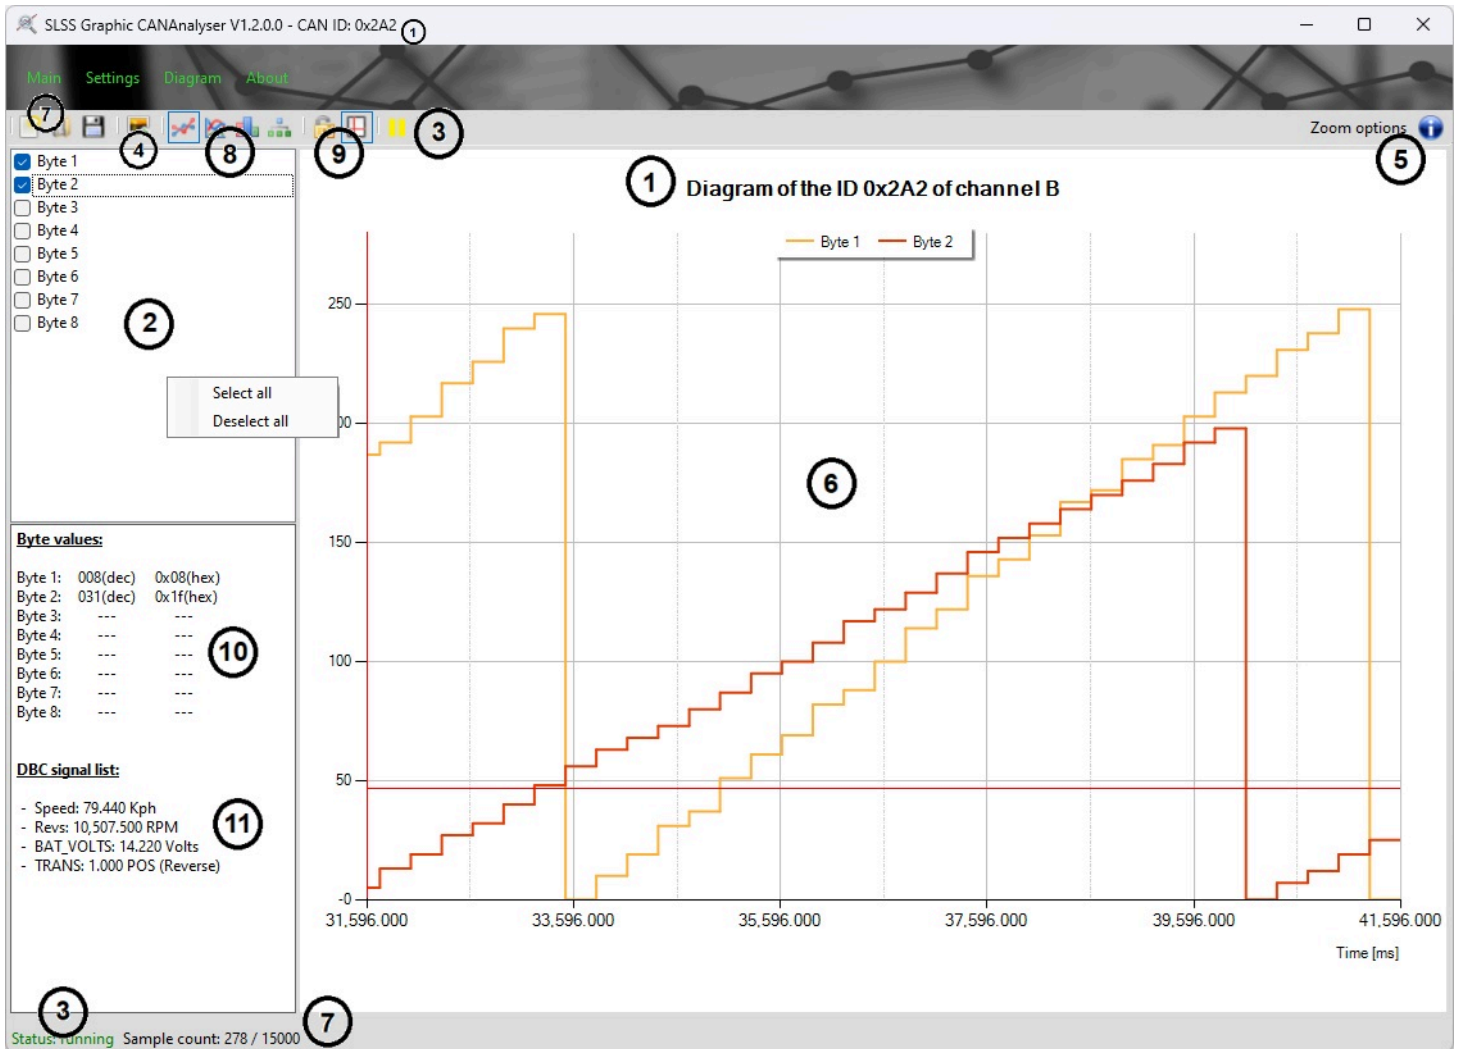 SLSS Graphic CANAnalyser V1.2.0.0 - CAN ID: 0x2A2
1
Main Settings Diagram About
7
4
8
9
3
Zoom options
5
Byte 1
Byte 2
Byte 3
Byte 4
Byte 5
Byte 6
Byte 7
Byte 8
2
Select all
Deselect all
1
Diagram of the ID 0x2A2 of channel B
Byte 1 Byte 2
250
150
100
50
-0
6
31,596.000 33,596.000 35,596.000 37,596.000 39,596.000 41,596.000
Time [ms]
Byte values:
Byte 1: 008(dec) 0x08(hex)
Byte 2: 031(dec) 0x1f(hex)
Byte 3: --- ---
Byte 4: --- ---
Byte 5: --- ---
Byte 6: --- ---
Byte 7: --- ---
Byte 8: --- ---
10
DBC signal list:
- Speed: 79.440 Kph
- Revs: 10,507.500 RPM
- BAT_VOLTS: 14.220 Volts
- TRANS: 1.000 POS (Reverse)
11
3
7
Status: running Sample count: 278 / 15000